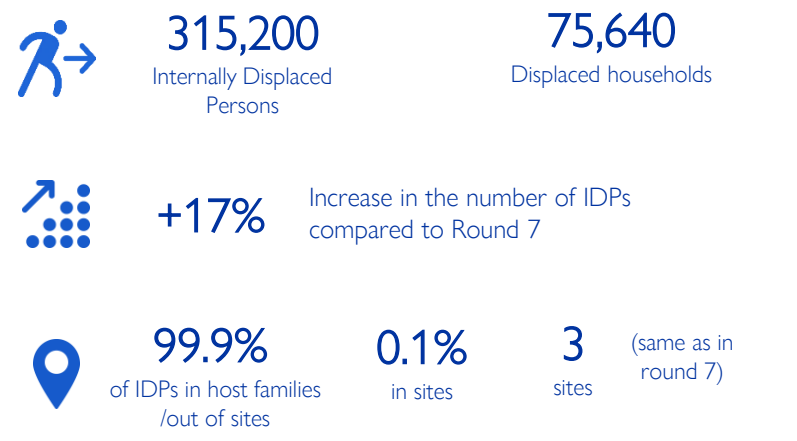 315,200
Internally Displaced
Persons
75,640
Displaced households
+17%
Increase in the number of IDPs
compared to Round 7
99.9%
of IDPs in host families
/out of sites
0.1%
in sites
3
sites
(same as in
round 7)